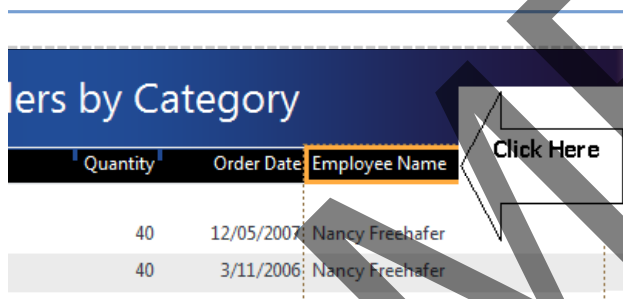 lers by Category
Quantity Order Date Employee Name
Click Here
40 12/05/2007 Nancy Freehafer
40 3/11/2006 Nancy Freehafer